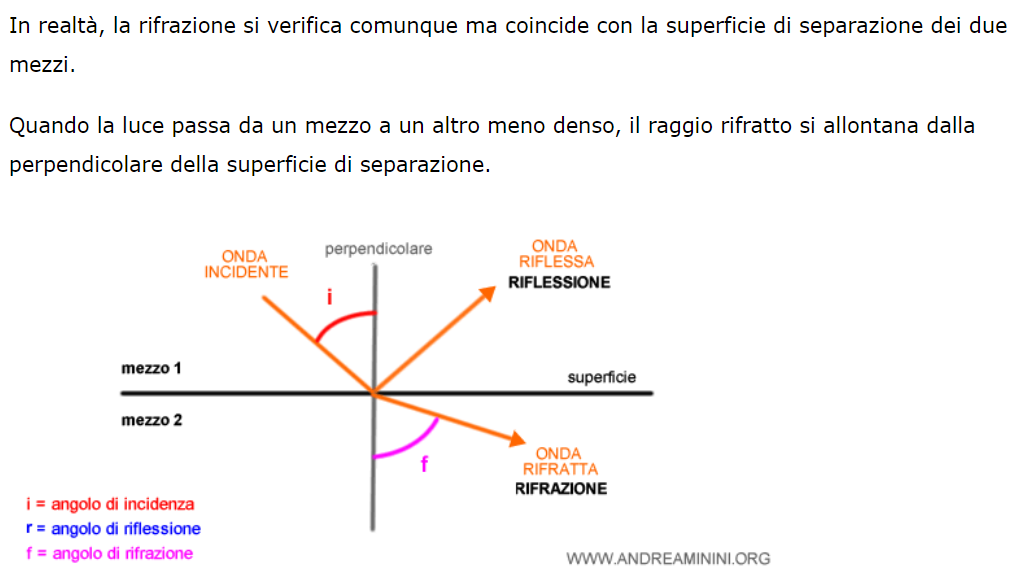 In realtà, la rifrazione si verifica comunque ma coincide con la superficie di separazione dei due
mezzi.
Quando la luce passa da un mezzo a un altro meno denso, il raggio rifratto si allontana dalla
perpendicolare della superficie di separazione.
ONDA
INCIDENTE
perpendicolare
ONDA
RIFLESSA
RIFLESSIONE
i
mezzo 1
superficie
mezzo 2
f
ONDA
RIFRATTA
RIFRAZIONE
i = angolo di incidenza
r = angolo di riflessione
f = angolo di rifrazione
WWW.ANDREAMININI.ORG